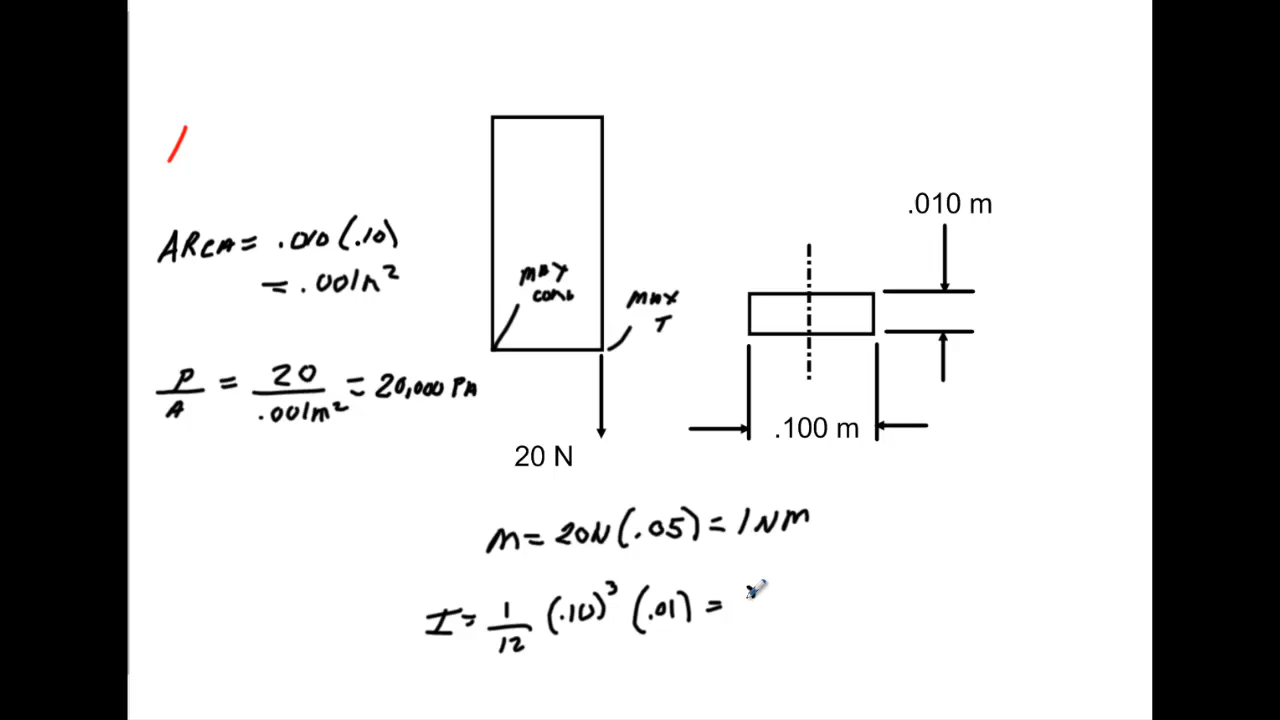 AREA = .010 (.10)
= .001m²
P/A = 20/.001m² = 20,000 PA
MAX
COMP
MAX
T
20 N
.010 m
.100 m
M = 20N (.05) = 1 NM
I = 1/12 (.10)³ (.01) =